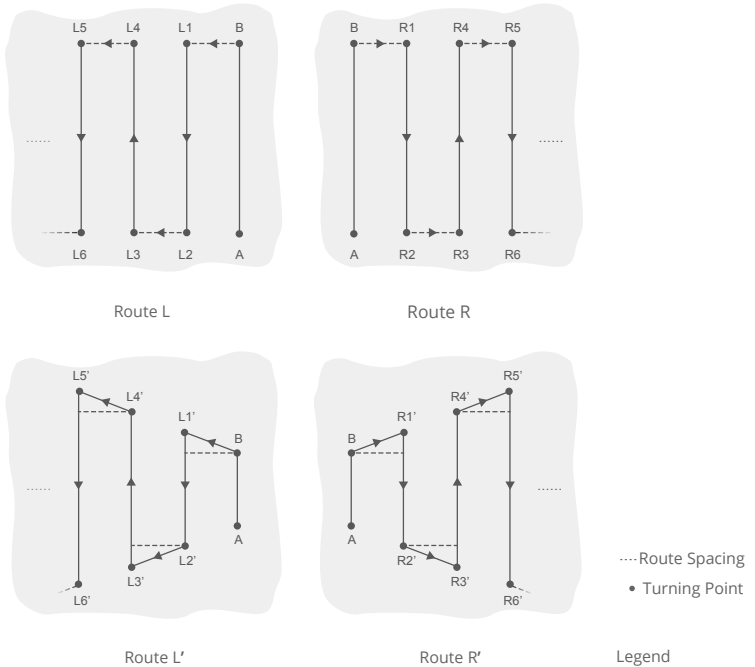 L5 L4 L1 B
L6 L3 L2 A
Route L
B R1 R4 R5
A R2 R3 R6
Route R
L5’
L4’
L1’
B
A
L2’
L3’
L6’
Route L'
R5’
R4’
R1’
B
A
R2’
R3’
R6’
Route R'
Route Spacing
Turning Point
Legend